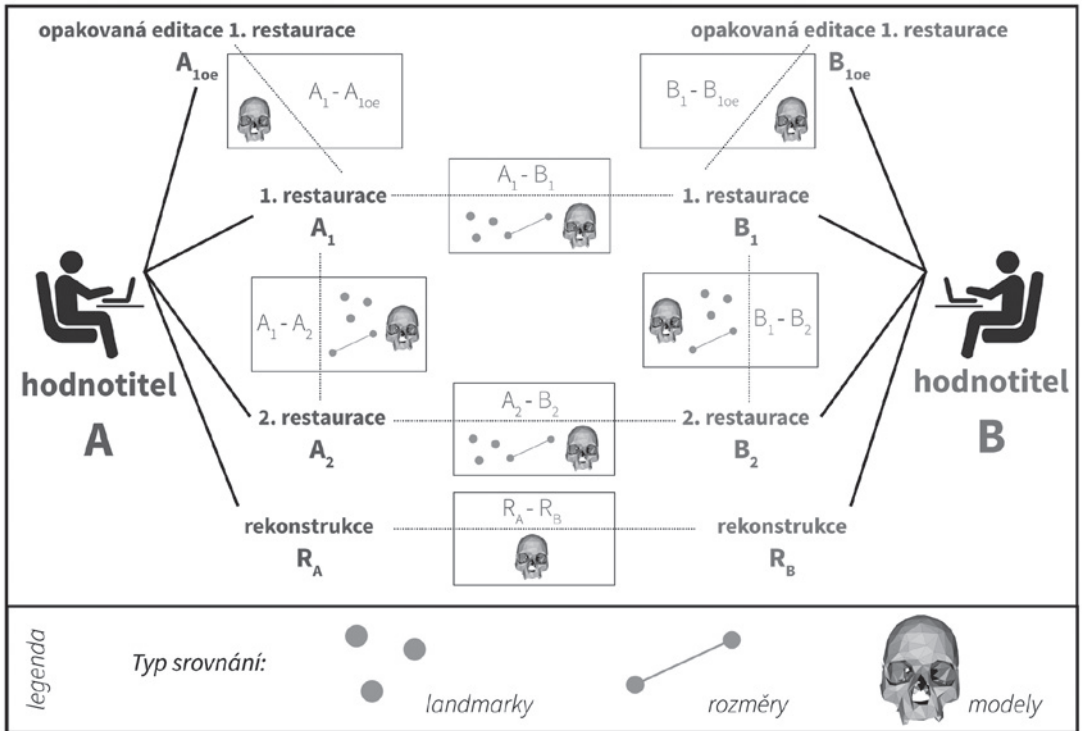 opakovaná editace 1. restaurace
A1oe
opakovaná editace 1. restaurace
B1oe
A1 - A1oe
B1 - B1oe
1. restaurace
A1
A1 - B1
1. restaurace
B1
A1 - A2
B1 - B2
hodnotitel
A
hodnotitel
B
2. restaurace
A2
A2 - B2
2. restaurace
B2
rekonstrukce
RA
RA - RB
rekonstrukce
RB
legenda
Typ srovnání:
landmarky
rozměry
modely